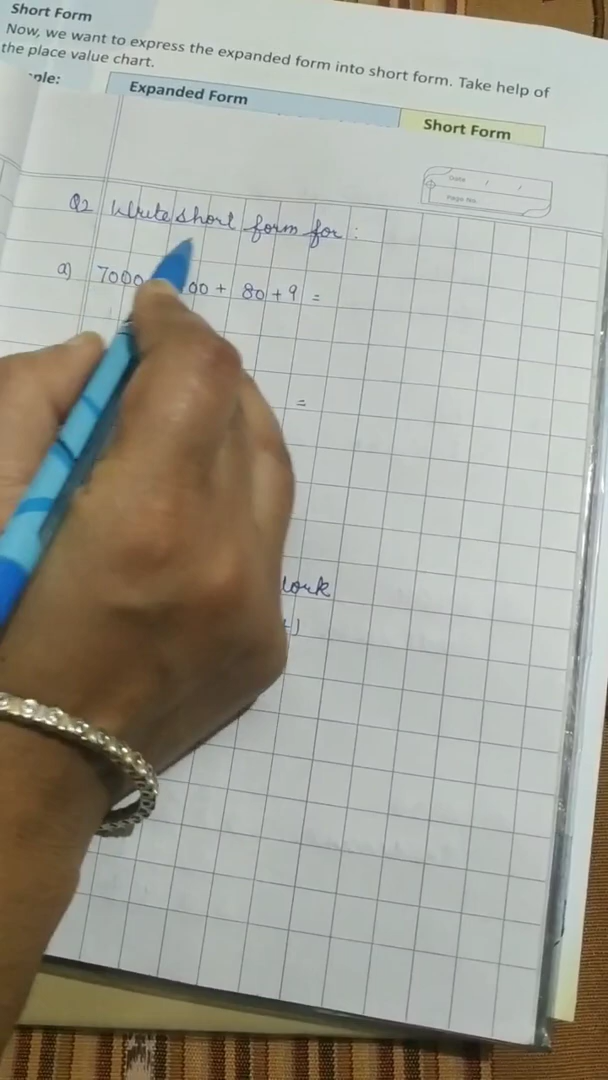 Short Form
Now, we want to express the expanded form into short form. Take help of
the place value chart.
Expanded Form
Short Form
Date / /
Page No.
Q2 Write short form for :
a) 7000 00 + 80 + 9 =
=
work